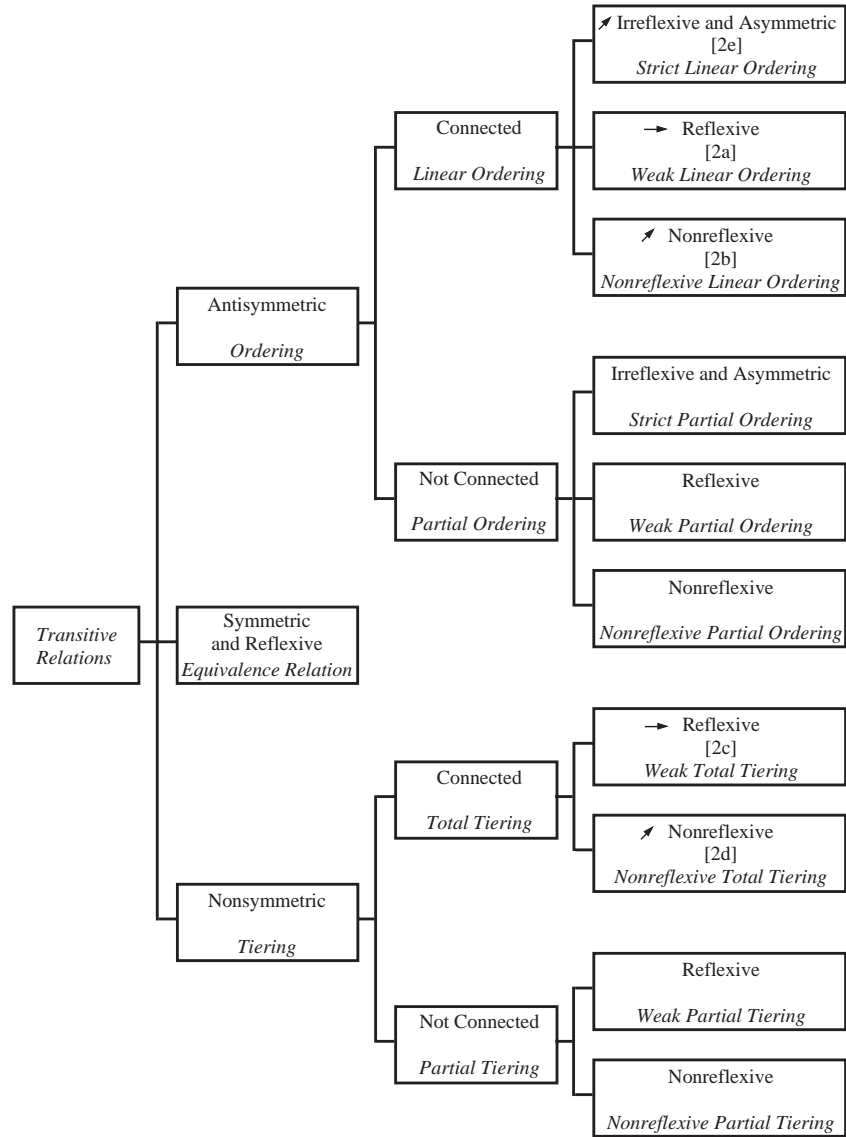 Irreflexive and Asymmetric
[2e]
Strict Linear Ordering
Connected
Linear Ordering
Reflexive
[2a]
Weak Linear Ordering
Nonreflexive
[2b]
Nonreflexive Linear Ordering
Antisymmetric
Ordering
Irreflexive and Asymmetric
Strict Partial Ordering
Not Connected
Partial Ordering
Reflexive
Weak Partial Ordering
Nonreflexive
Nonreflexive Partial Ordering
Transitive
Relations
Symmetric
and Reflexive
Equivalence Relation
Reflexive
[2c]
Weak Total Tiering
Connected
Total Tiering
Nonreflexive
[2d]
Nonreflexive Total Tiering
Nonsymmetric
Tiering
Reflexive
Weak Partial Tiering
Not Connected
Partial Tiering
Nonreflexive
Nonreflexive Partial Tiering